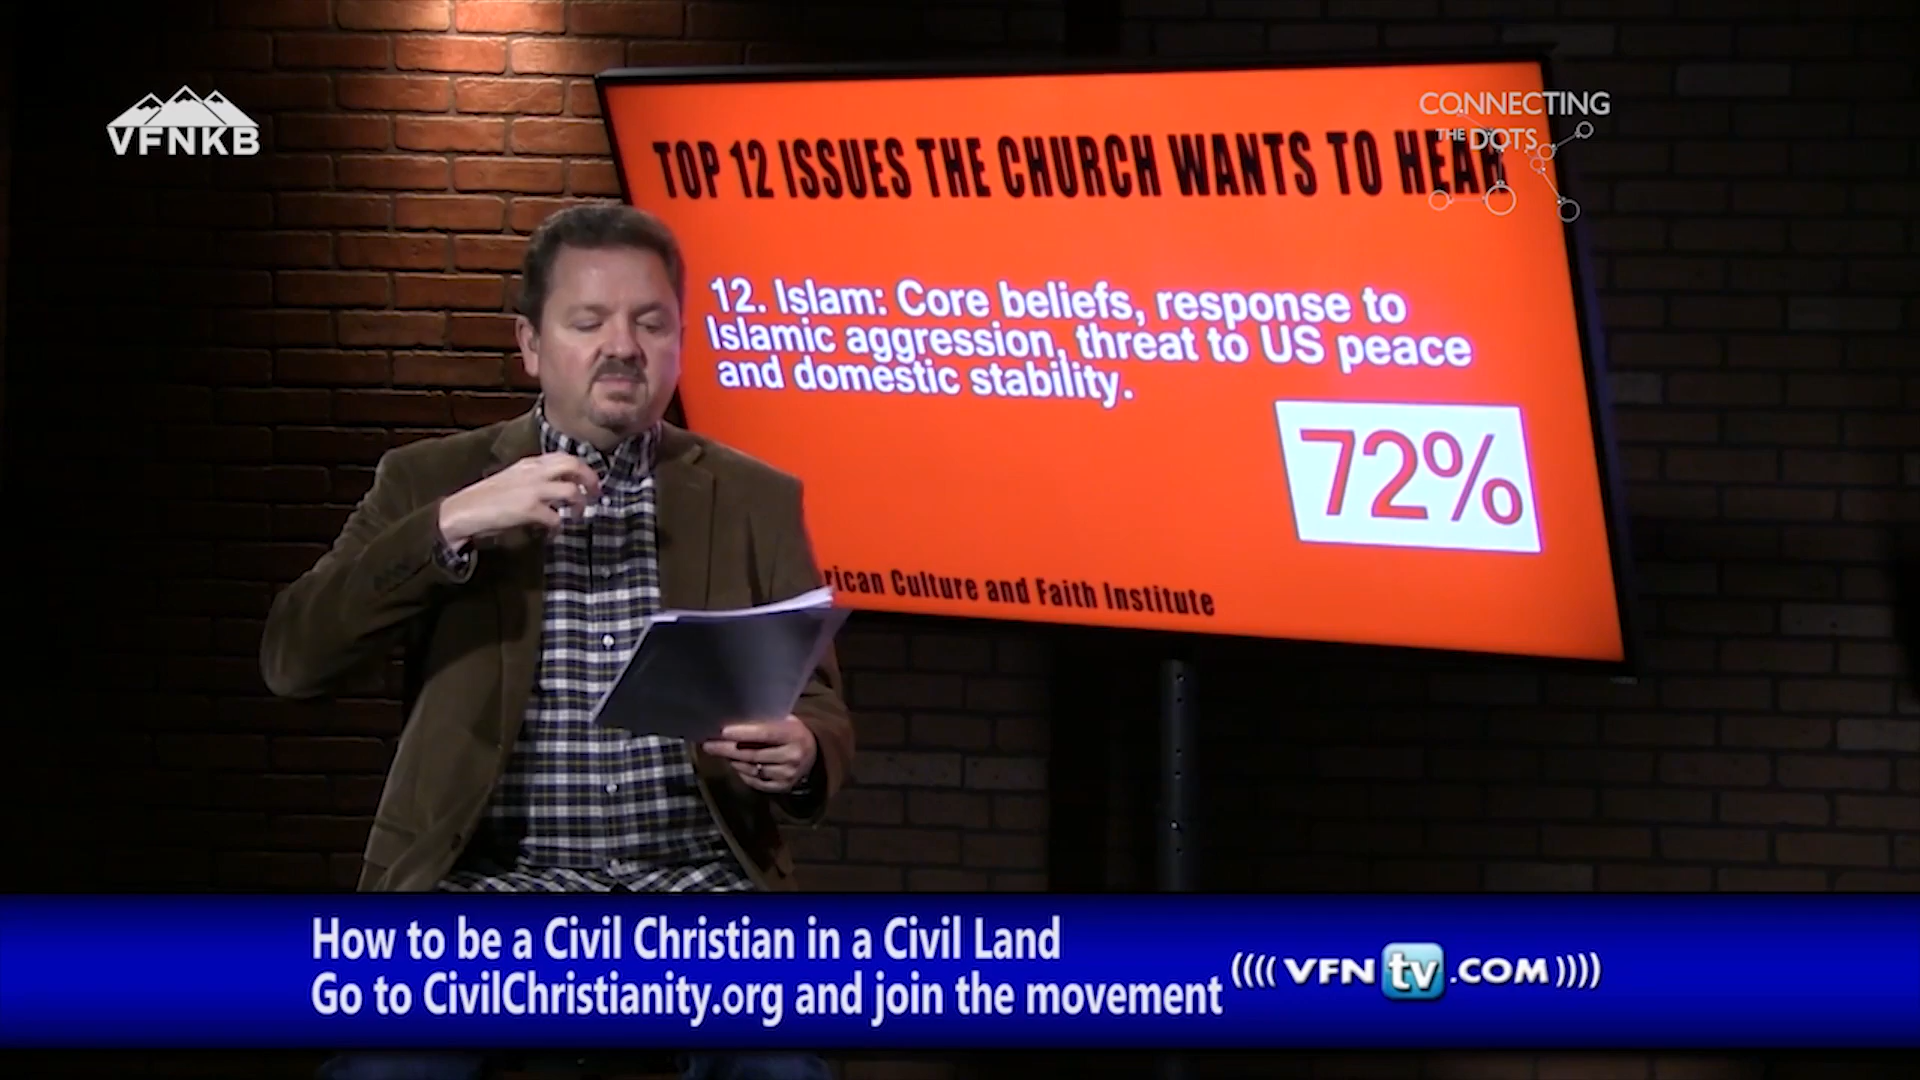 VFNKB
CONNECTING
THE DOTS
TOP 12 ISSUES THE CHURCH WANTS TO HEAR
12. Islam: Core beliefs, response to
Islamic aggression, threat to US peace
and domestic stability.
72%
rican Culture and Faith Institute
How to be a Civil Christian in a Civil Land
Go to CivilChristianity.org and join the movement
((((VFNtv.COM))))